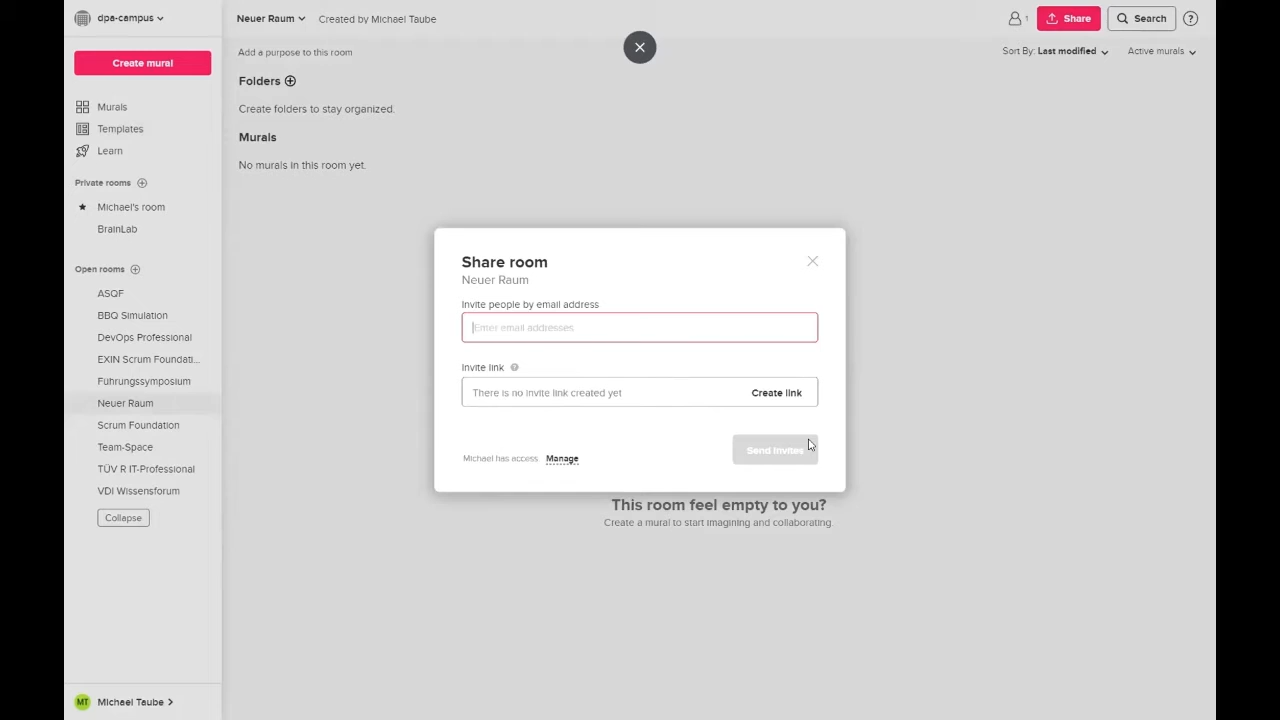 dpa-campus
Create mural
Murals
Templates
Learn
Private rooms
Michael's room
BrainLab
Open rooms
ASQF
BBQ Simulation
DevOps Professional
EXIN Scrum Foundati...
Führungssymposium
Neuer Raum
Scrum Foundation
Team-Space
TÜV R IT-Professional
VDI Wissensforum
Collapse
MT Michael Taube
Neuer Raum Created by Michael Taube
1 Share Search ?
Add a purpose to this room
Sort By: Last modified Active murals
Folders
Create folders to stay organized.
Murals
No murals in this room yet.
Share room
Neuer Raum
Invite people by email address
Enter email addresses
Invite link ?
There is no invite link created yet Create link
Michael has access. Manage
Send invites
This room feel empty to you?
Create a mural to start imagining and collaborating.